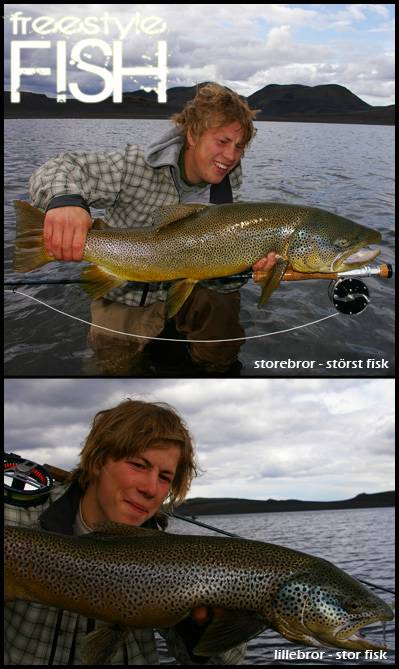 freestyle
FISH
storebror - störst fisk
lillebror - stor fisk